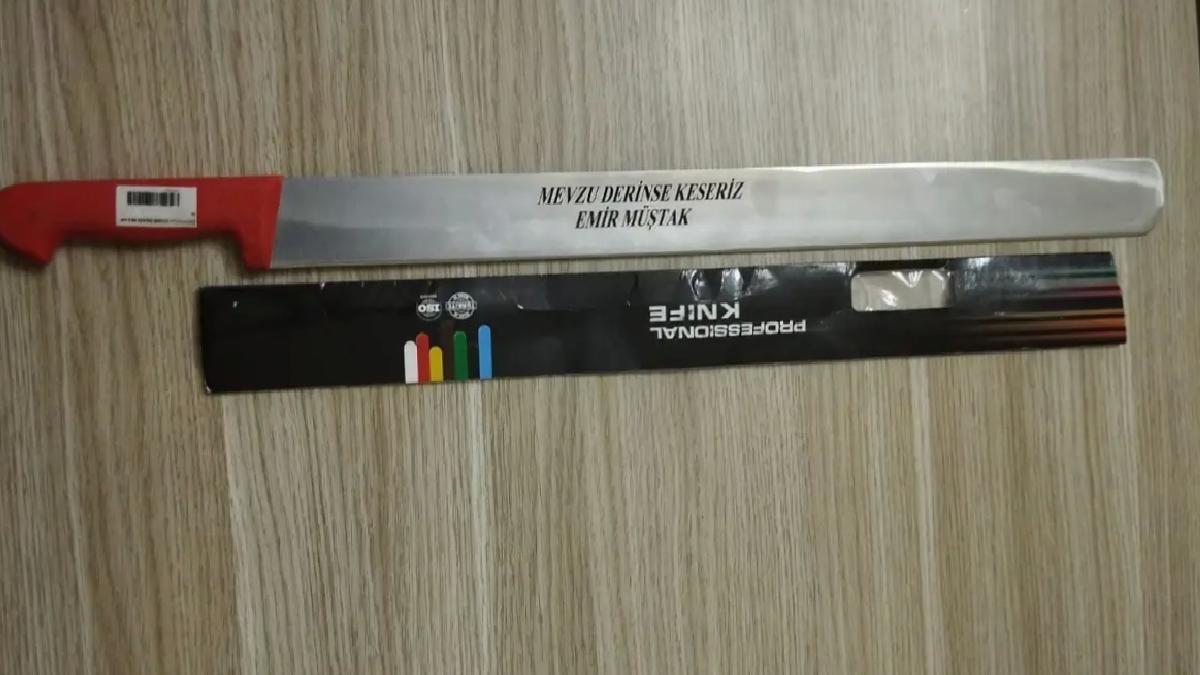 MEVZU DERİNSE KESERİZ
EMİR MÜŞTAK
PROFESSIONAL
KNIFE
ISO